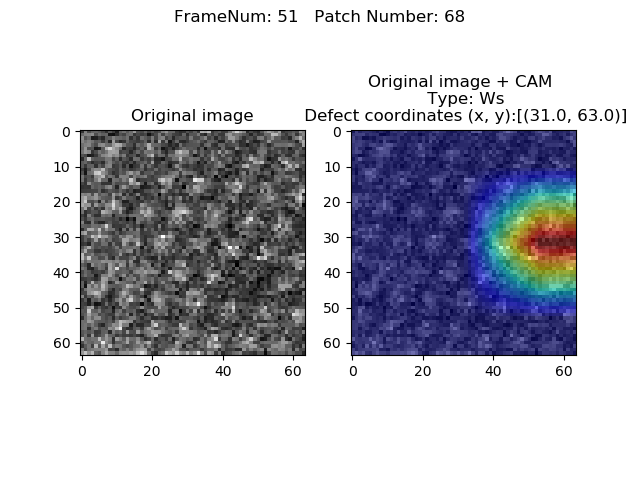 FrameNum: 51   Patch Number: 68
Original image
Original image + CAM
Type: Ws
Defect coordinates (x, y):[(31.0, 63.0)]
0
10
20
30
40
50
60
0 20 40 60
0
10
20
30
40
50
60
0 20 40 60